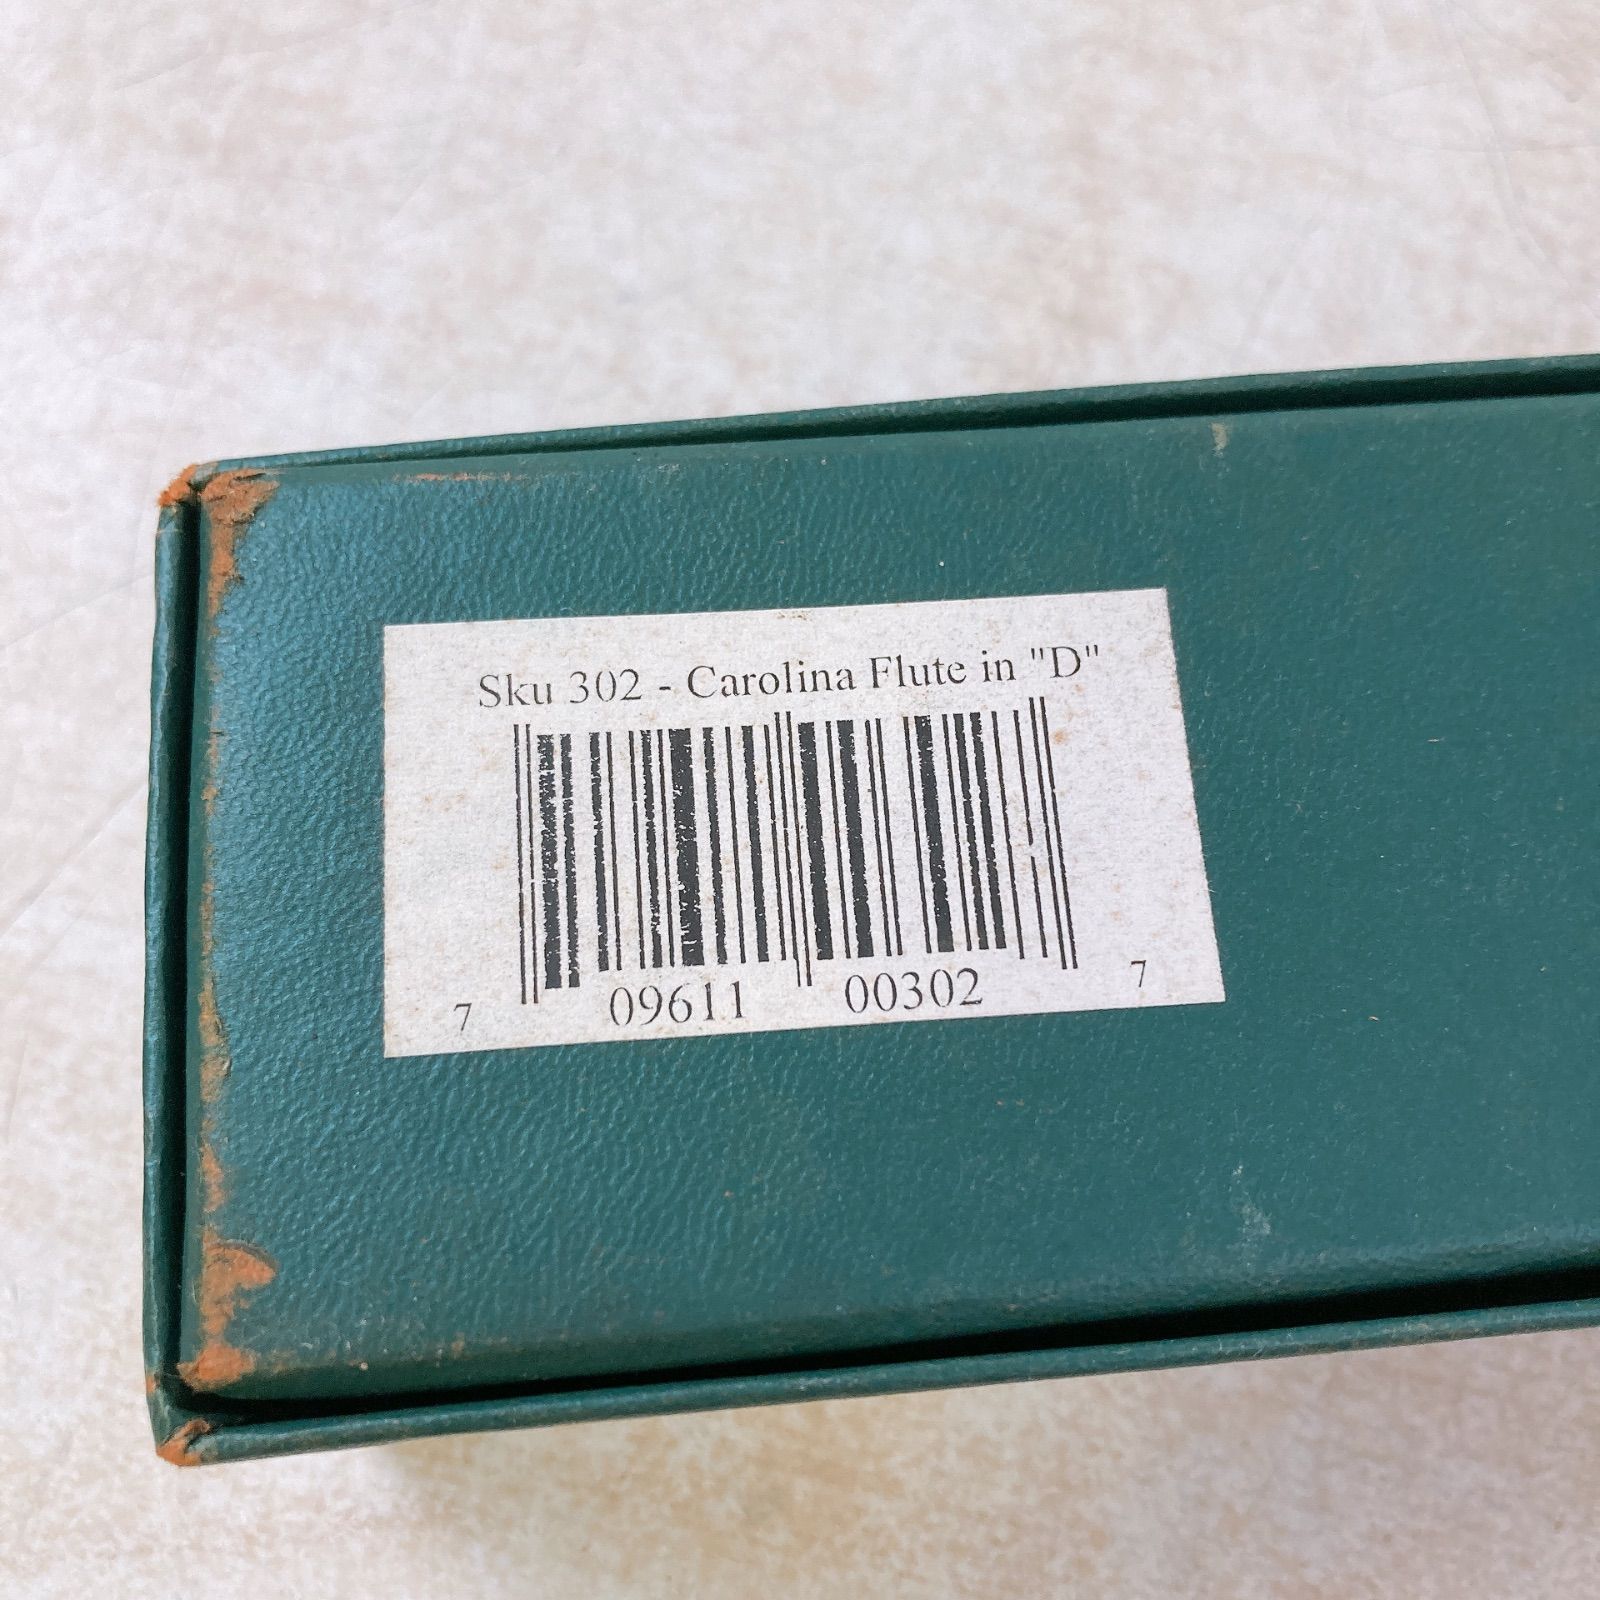 Sku 302 - Carolina Flute in "D"
7 09611 00302 7